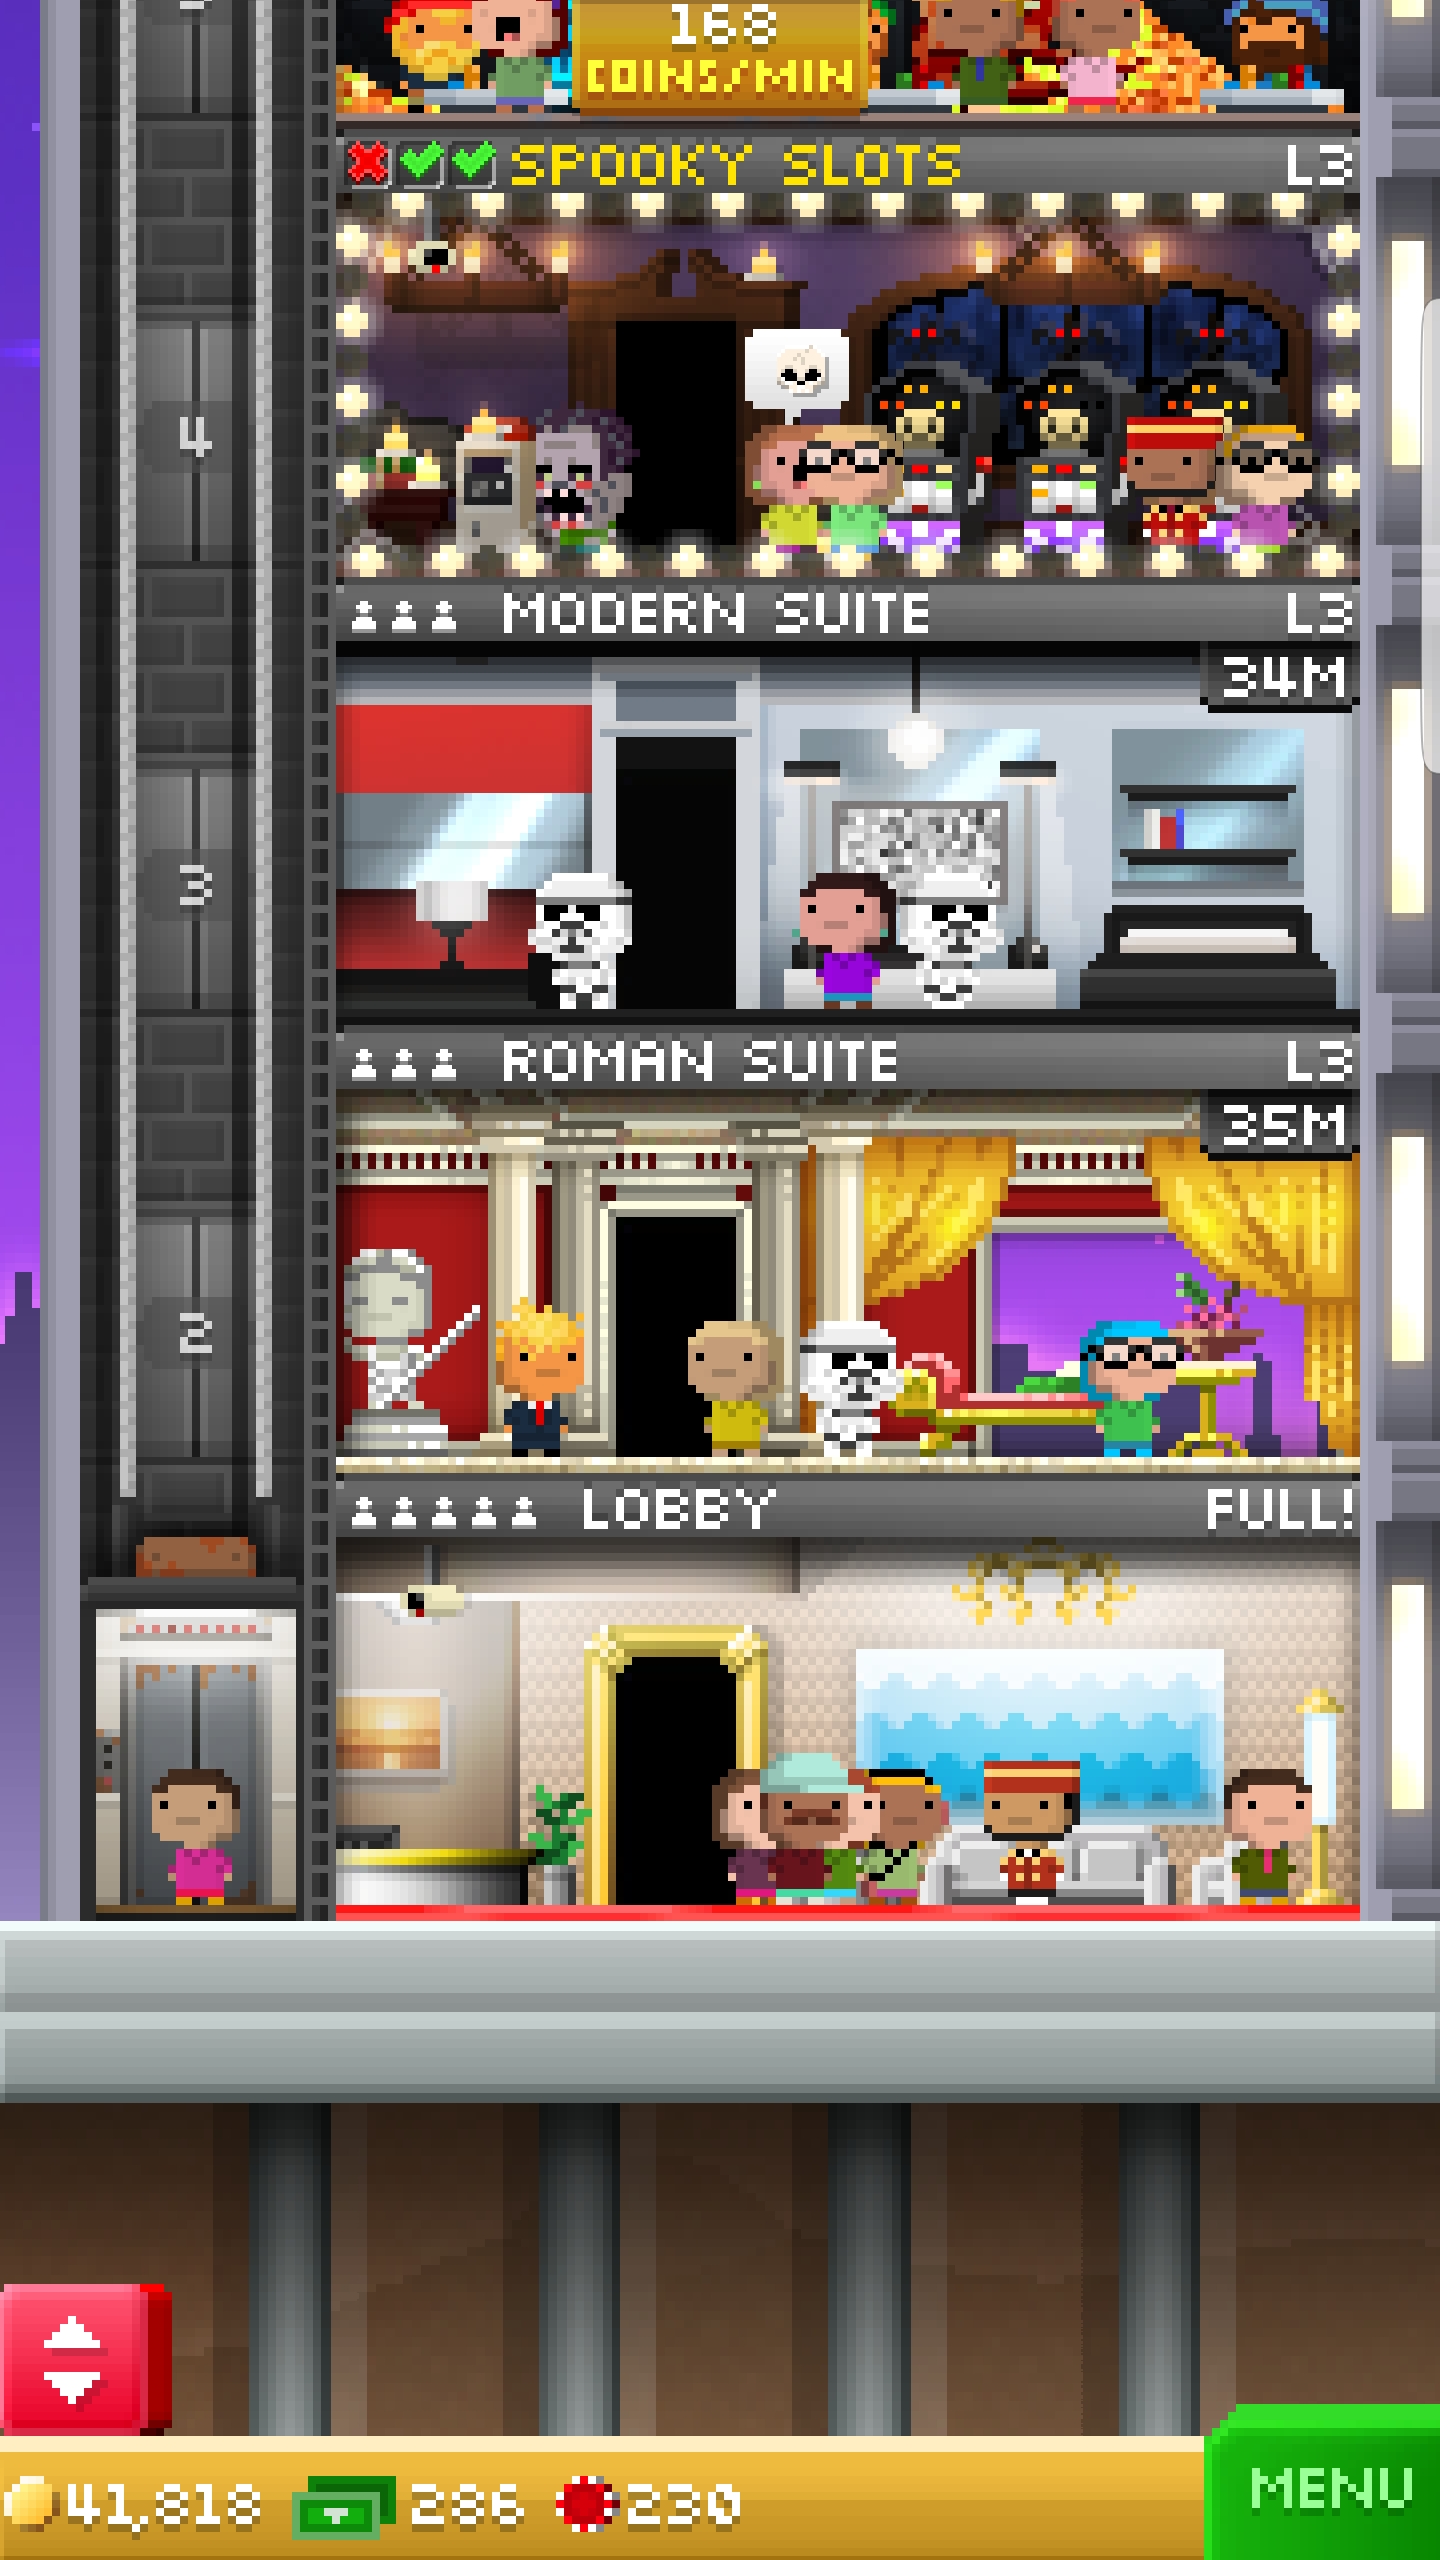 168
COINS/MIN
SPOOKY SLOTS L3
4
MODERN SUITE L3
34M
3
ROMAN SUITE L3
35M
2
LOBBY FULL!
MENU
41,818 286 230